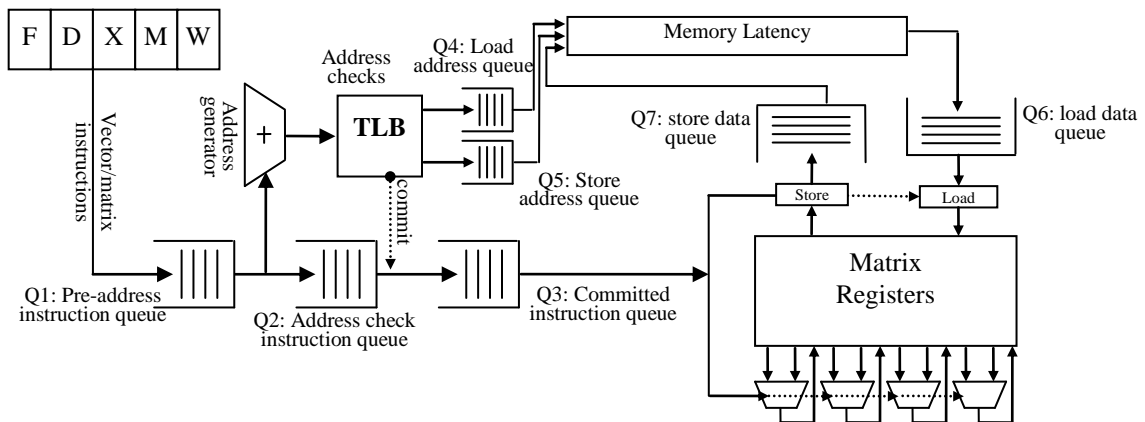 F D X M W
Memory Latency
Q4: Load
address queue
Address
checks
Address
generator
+
TLB
Q7: store data
queue
Q6: load data
queue
Vector/matrix
instructions
Q5: Store
address queue
commit
Store
Load
Matrix
Registers
Q1: Pre-address
instruction queue
Q2: Address check
instruction queue
Q3: Committed
instruction queue